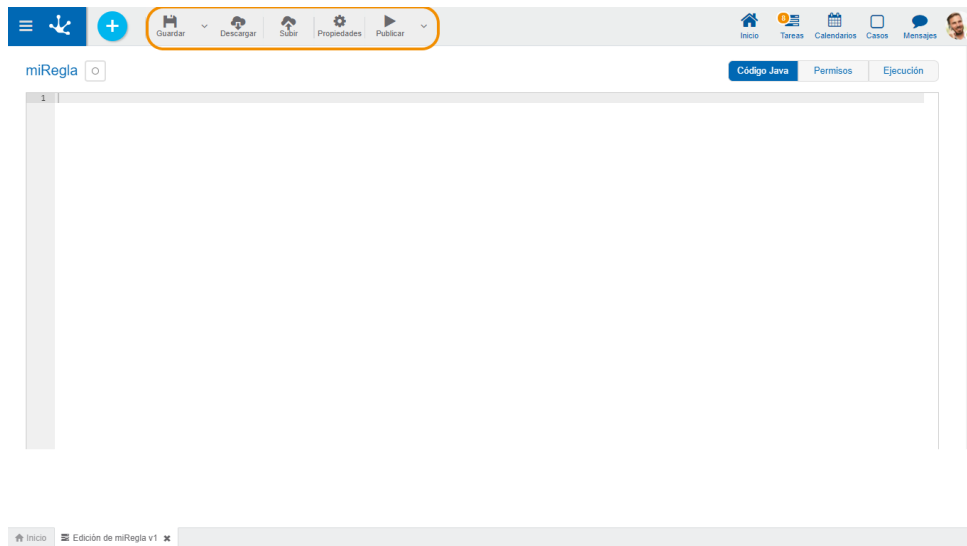 Guardar Descargar Subir Propiedades Publicar Inicio 8 Tareas Calendarios Casos Mensajes
miRegla Código Java Permisos Ejecución
1
Inicio Edición de miRegla v1